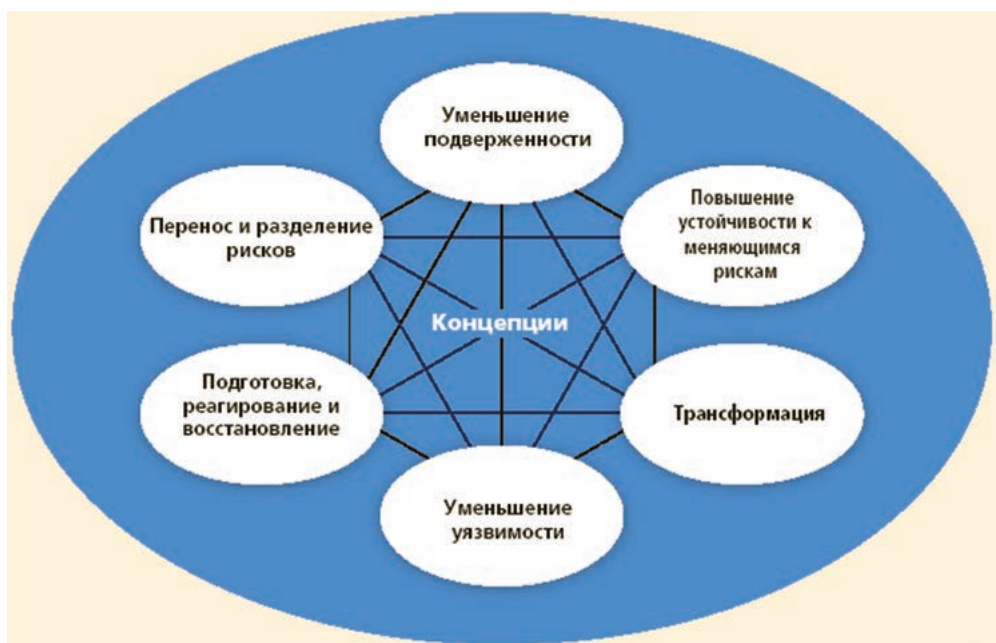 Уменьшение
подверженности
Перенос и разделение
рисков
Повышение
устойчивости к
меняющимся
рискам
Концепции
Подготовка,
реагирование и
восстановление
Трансформация
Уменьшение
уязвимости